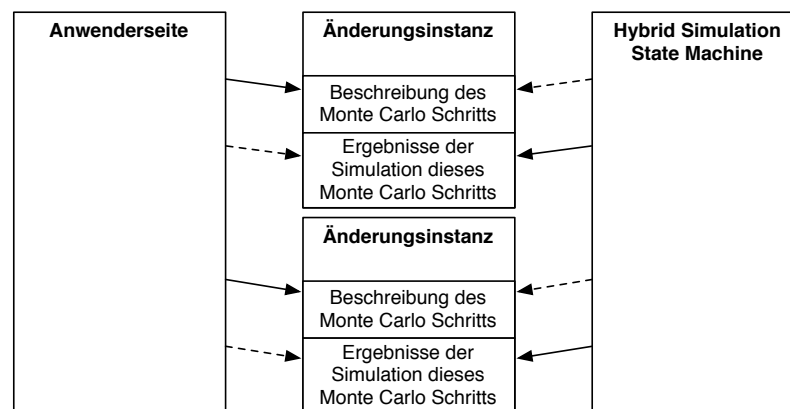 Anwenderseite
Änderungsinstanz
Beschreibung des
Monte Carlo Schritts
Ergebnisse der
Simulation dieses
Monte Carlo Schritts
Änderungsinstanz
Beschreibung des
Monte Carlo Schritts
Ergebnisse der
Simulation dieses
Monte Carlo Schritts
Hybrid Simulation
State Machine